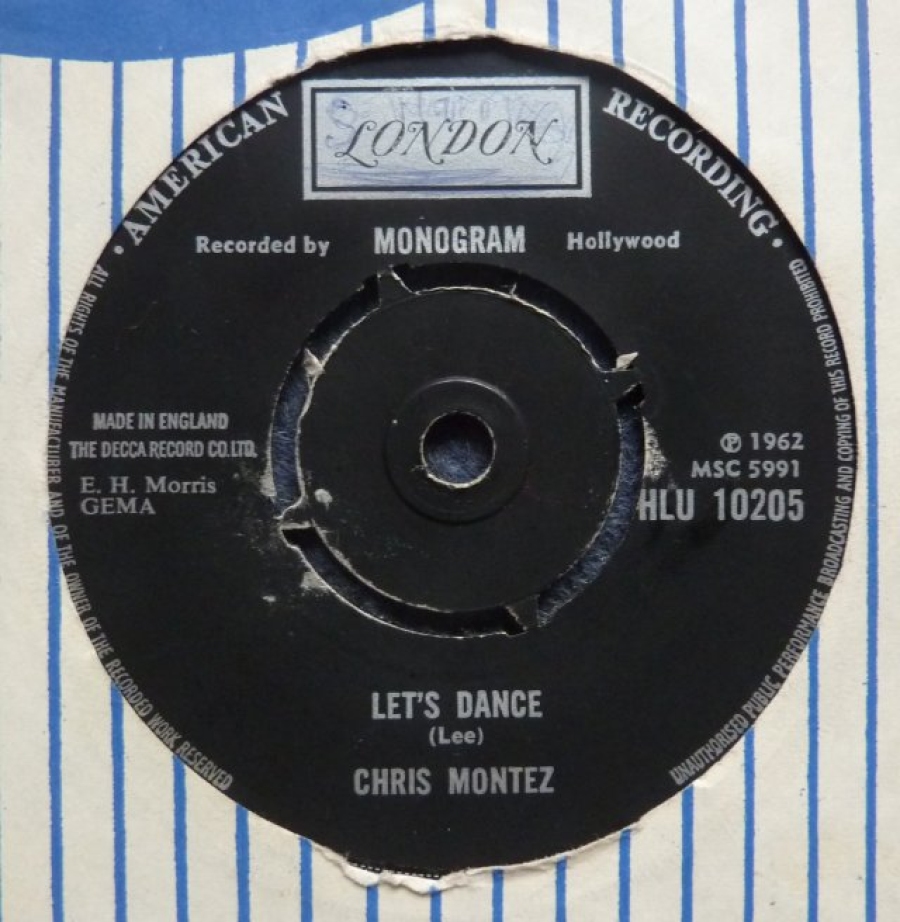 · AMERICAN RECORDING ·
LONDON
Recorded by MONOGRAM Hollywood
MADE IN ENGLAND
THE DECCA RECORD CO. LTD.
E. H. Morris
GEMA
℗ 1962
MSC 5991
HLU 10205
LET'S DANCE
(Lee)
CHRIS MONTEZ
ALL RIGHTS OF THE MANUFACTURER AND OF THE OWNER OF THE RECORDED WORK RESERVED
UNAUTHORISED PUBLIC PERFORMANCE BROADCASTING AND COPYING OF THIS RECORD PROHIBITED